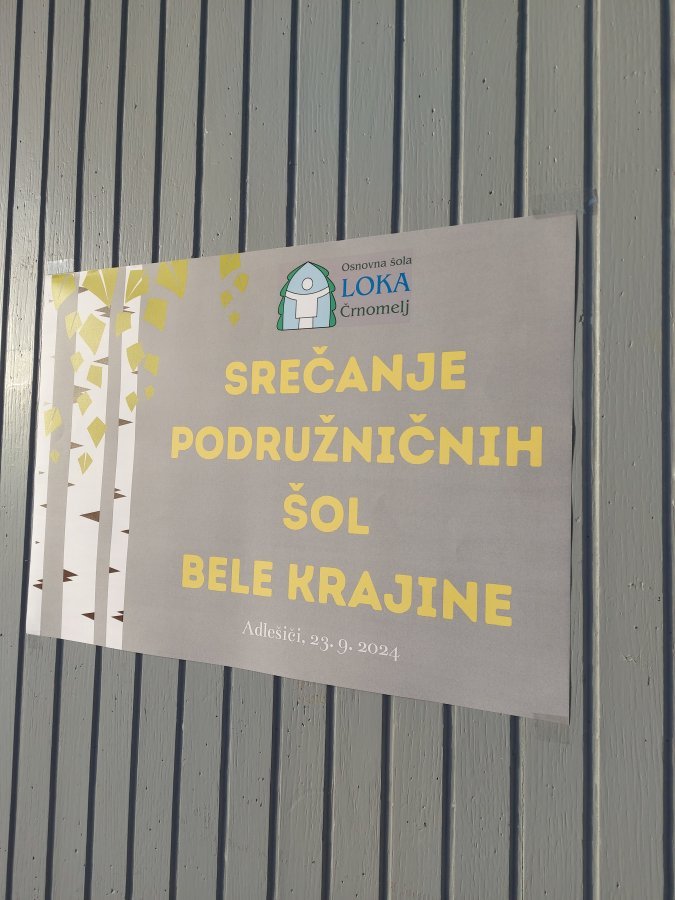 Osnovna šola
LOKA
Črnomelj
SREČANJE
PODRUŽNIČNIH
ŠOL
BELE KRAJINE
Adlešiči, 23. 9. 2024